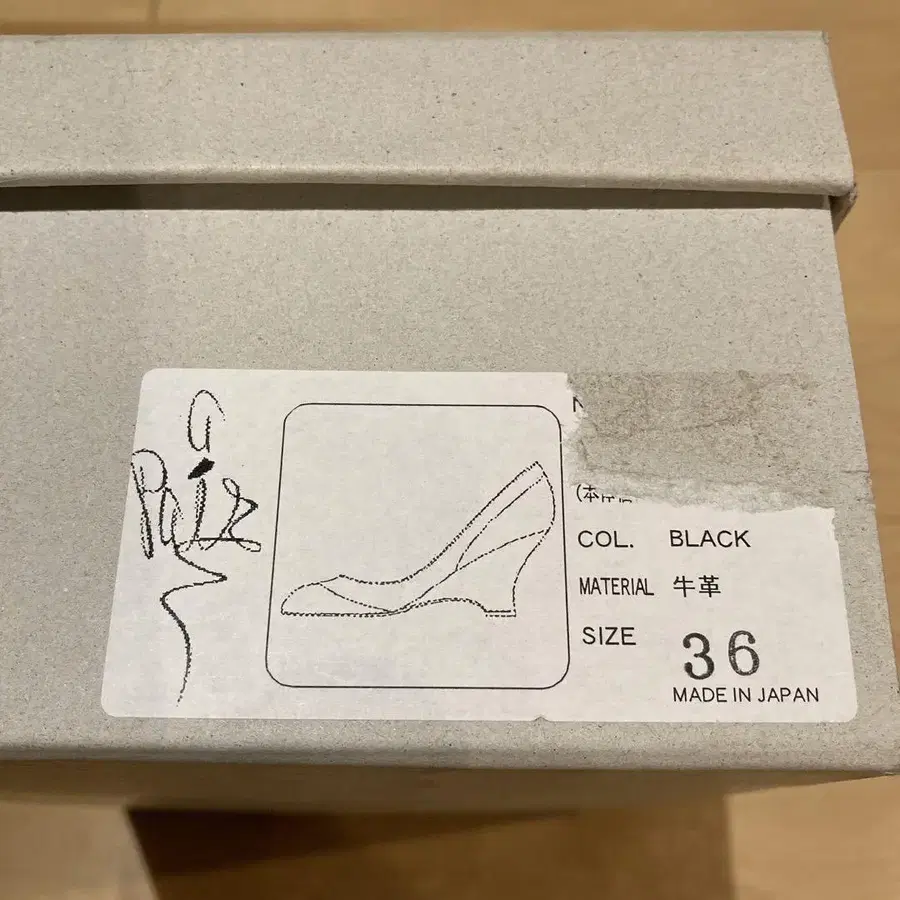 COL. BLACK
MATERIAL 牛革
SIZE 36
MADE IN JAPAN